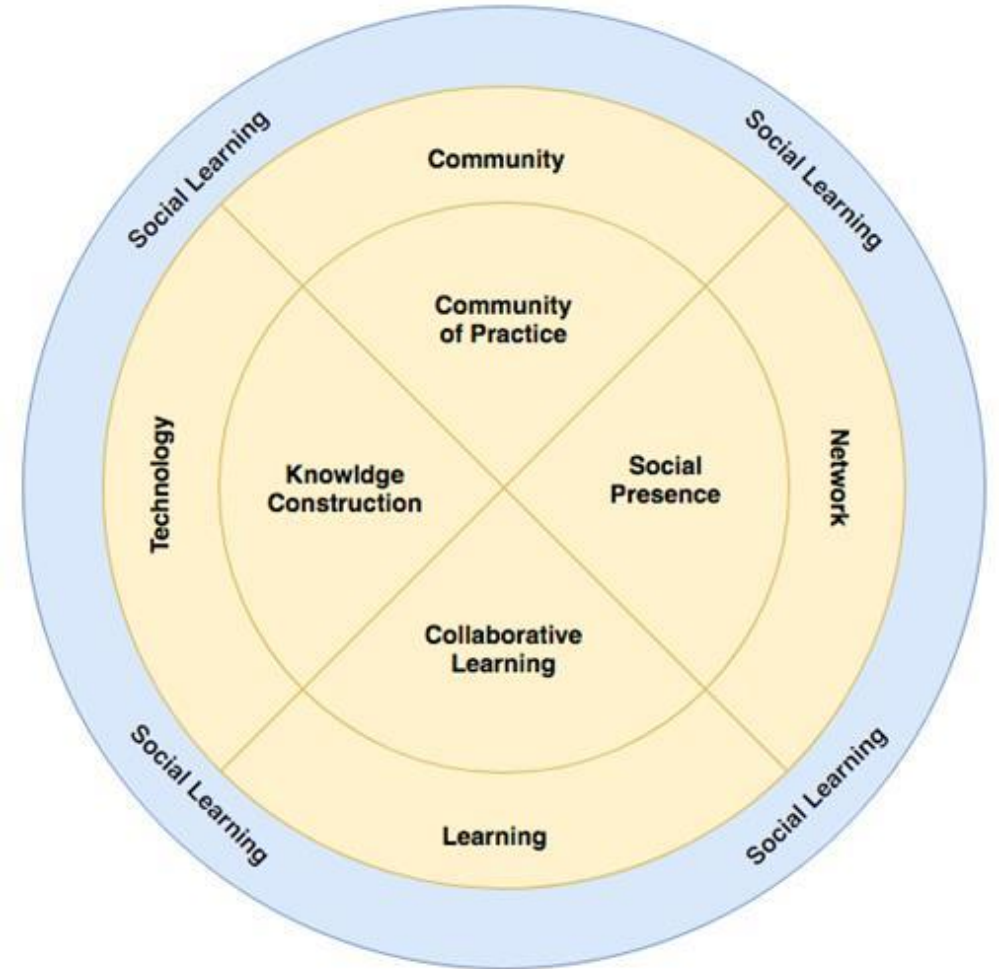 Social Learning
Social Learning
Community
Community
of Practice
Technology
Knowldge
Construction
Social
Presence
Network
Collaborative
Learning
Social Learning
Social Learning
Learning